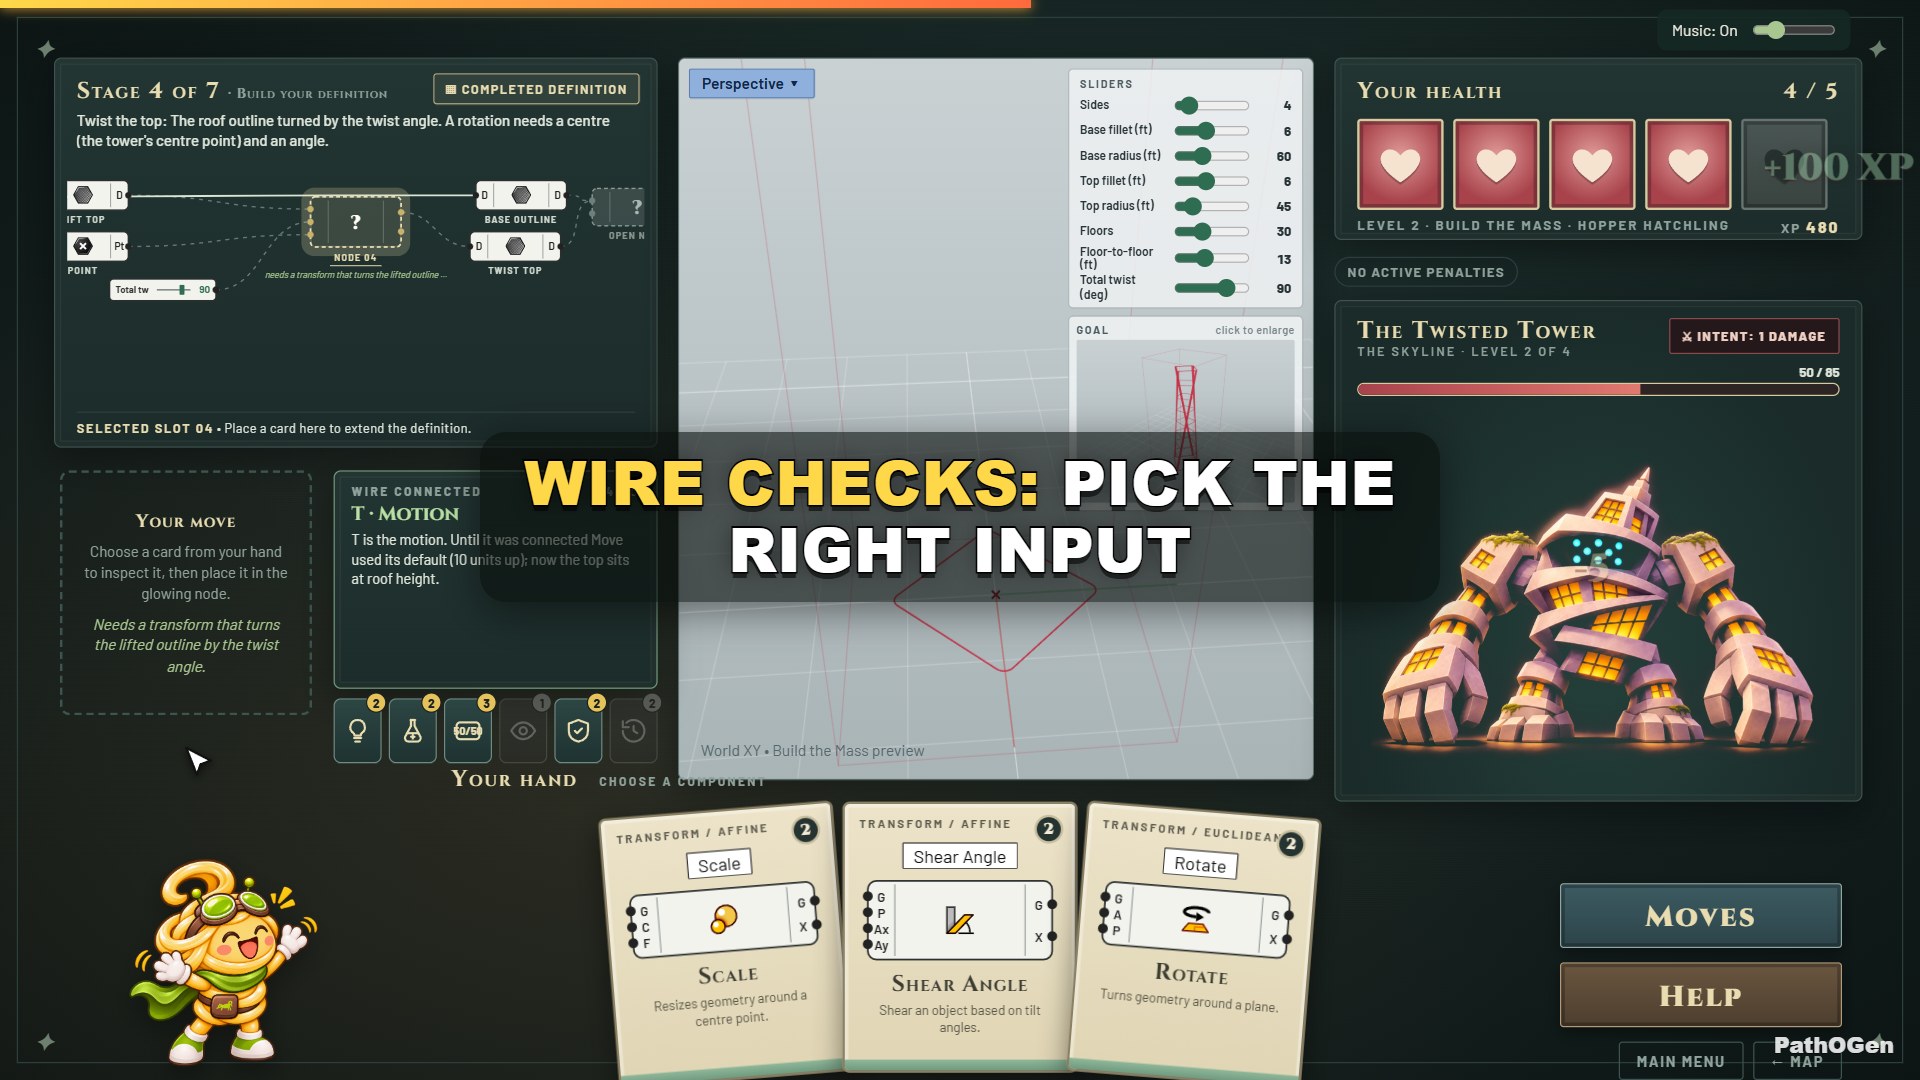 Music: On
STAGE 4 OF 7 · BUILD YOUR DEFINITION
COMPLETED DEFINITION
Twist the top: The roof outline turned by the twist angle. A rotation needs a centre
(the tower's centre point) and an angle.
D
IFT TOP
Pt
POINT
Total tw 90
?
NODE 04
needs a transform that turns the lifted outline ...
D D
BASE OUTLINE
D D
TWIST TOP
?
OPEN N
SELECTED SLOT 04 • Place a card here to extend the definition.
YOUR MOVE
Choose a card from your hand
to inspect it, then place it in the
glowing node.
Needs a transform that turns
the lifted outline by the twist
angle.
WIRE CONNECTED
T · MOTION
T is the motion. Until it was connected Move
used its default (10 units up); now the top sits
at roof height.
2 2 3 1 2 2
50/50
YOUR HAND CHOOSE A COMPONENT
Perspective ▼
SLIDERS
Sides 4
Base fillet (ft) 6
Base radius (ft) 60
Top fillet (ft) 6
Top radius (ft) 45
Floors 30
Floor-to-floor (ft) 13
Total twist (deg) 90
GOAL click to enlarge
World XY • Build the Mass preview
WIRE CHECKS: PICK THE
RIGHT INPUT
YOUR HEALTH 4 / 5
+100 XP
LEVEL 2 · BUILD THE MASS · HOPPER HATCHLING XP 480
NO ACTIVE PENALTIES
THE TWISTED TOWER
THE SKYLINE · LEVEL 2 OF 4
INTENT: 1 DAMAGE
50 / 85
TRANSFORM / AFFINE 2
Scale
G C F G X
SCALE
Resizes geometry around a
centre point.
TRANSFORM / AFFINE 2
Shear Angle
G P Ax Ay G X
SHEAR ANGLE
Shear an object based on tilt
angles.
TRANSFORM / EUCLIDEAN 2
Rotate
G A P G X
ROTATE
Turns geometry around a plane.
MOVES
HELP
MAIN MENU
← MAP
PathOGen